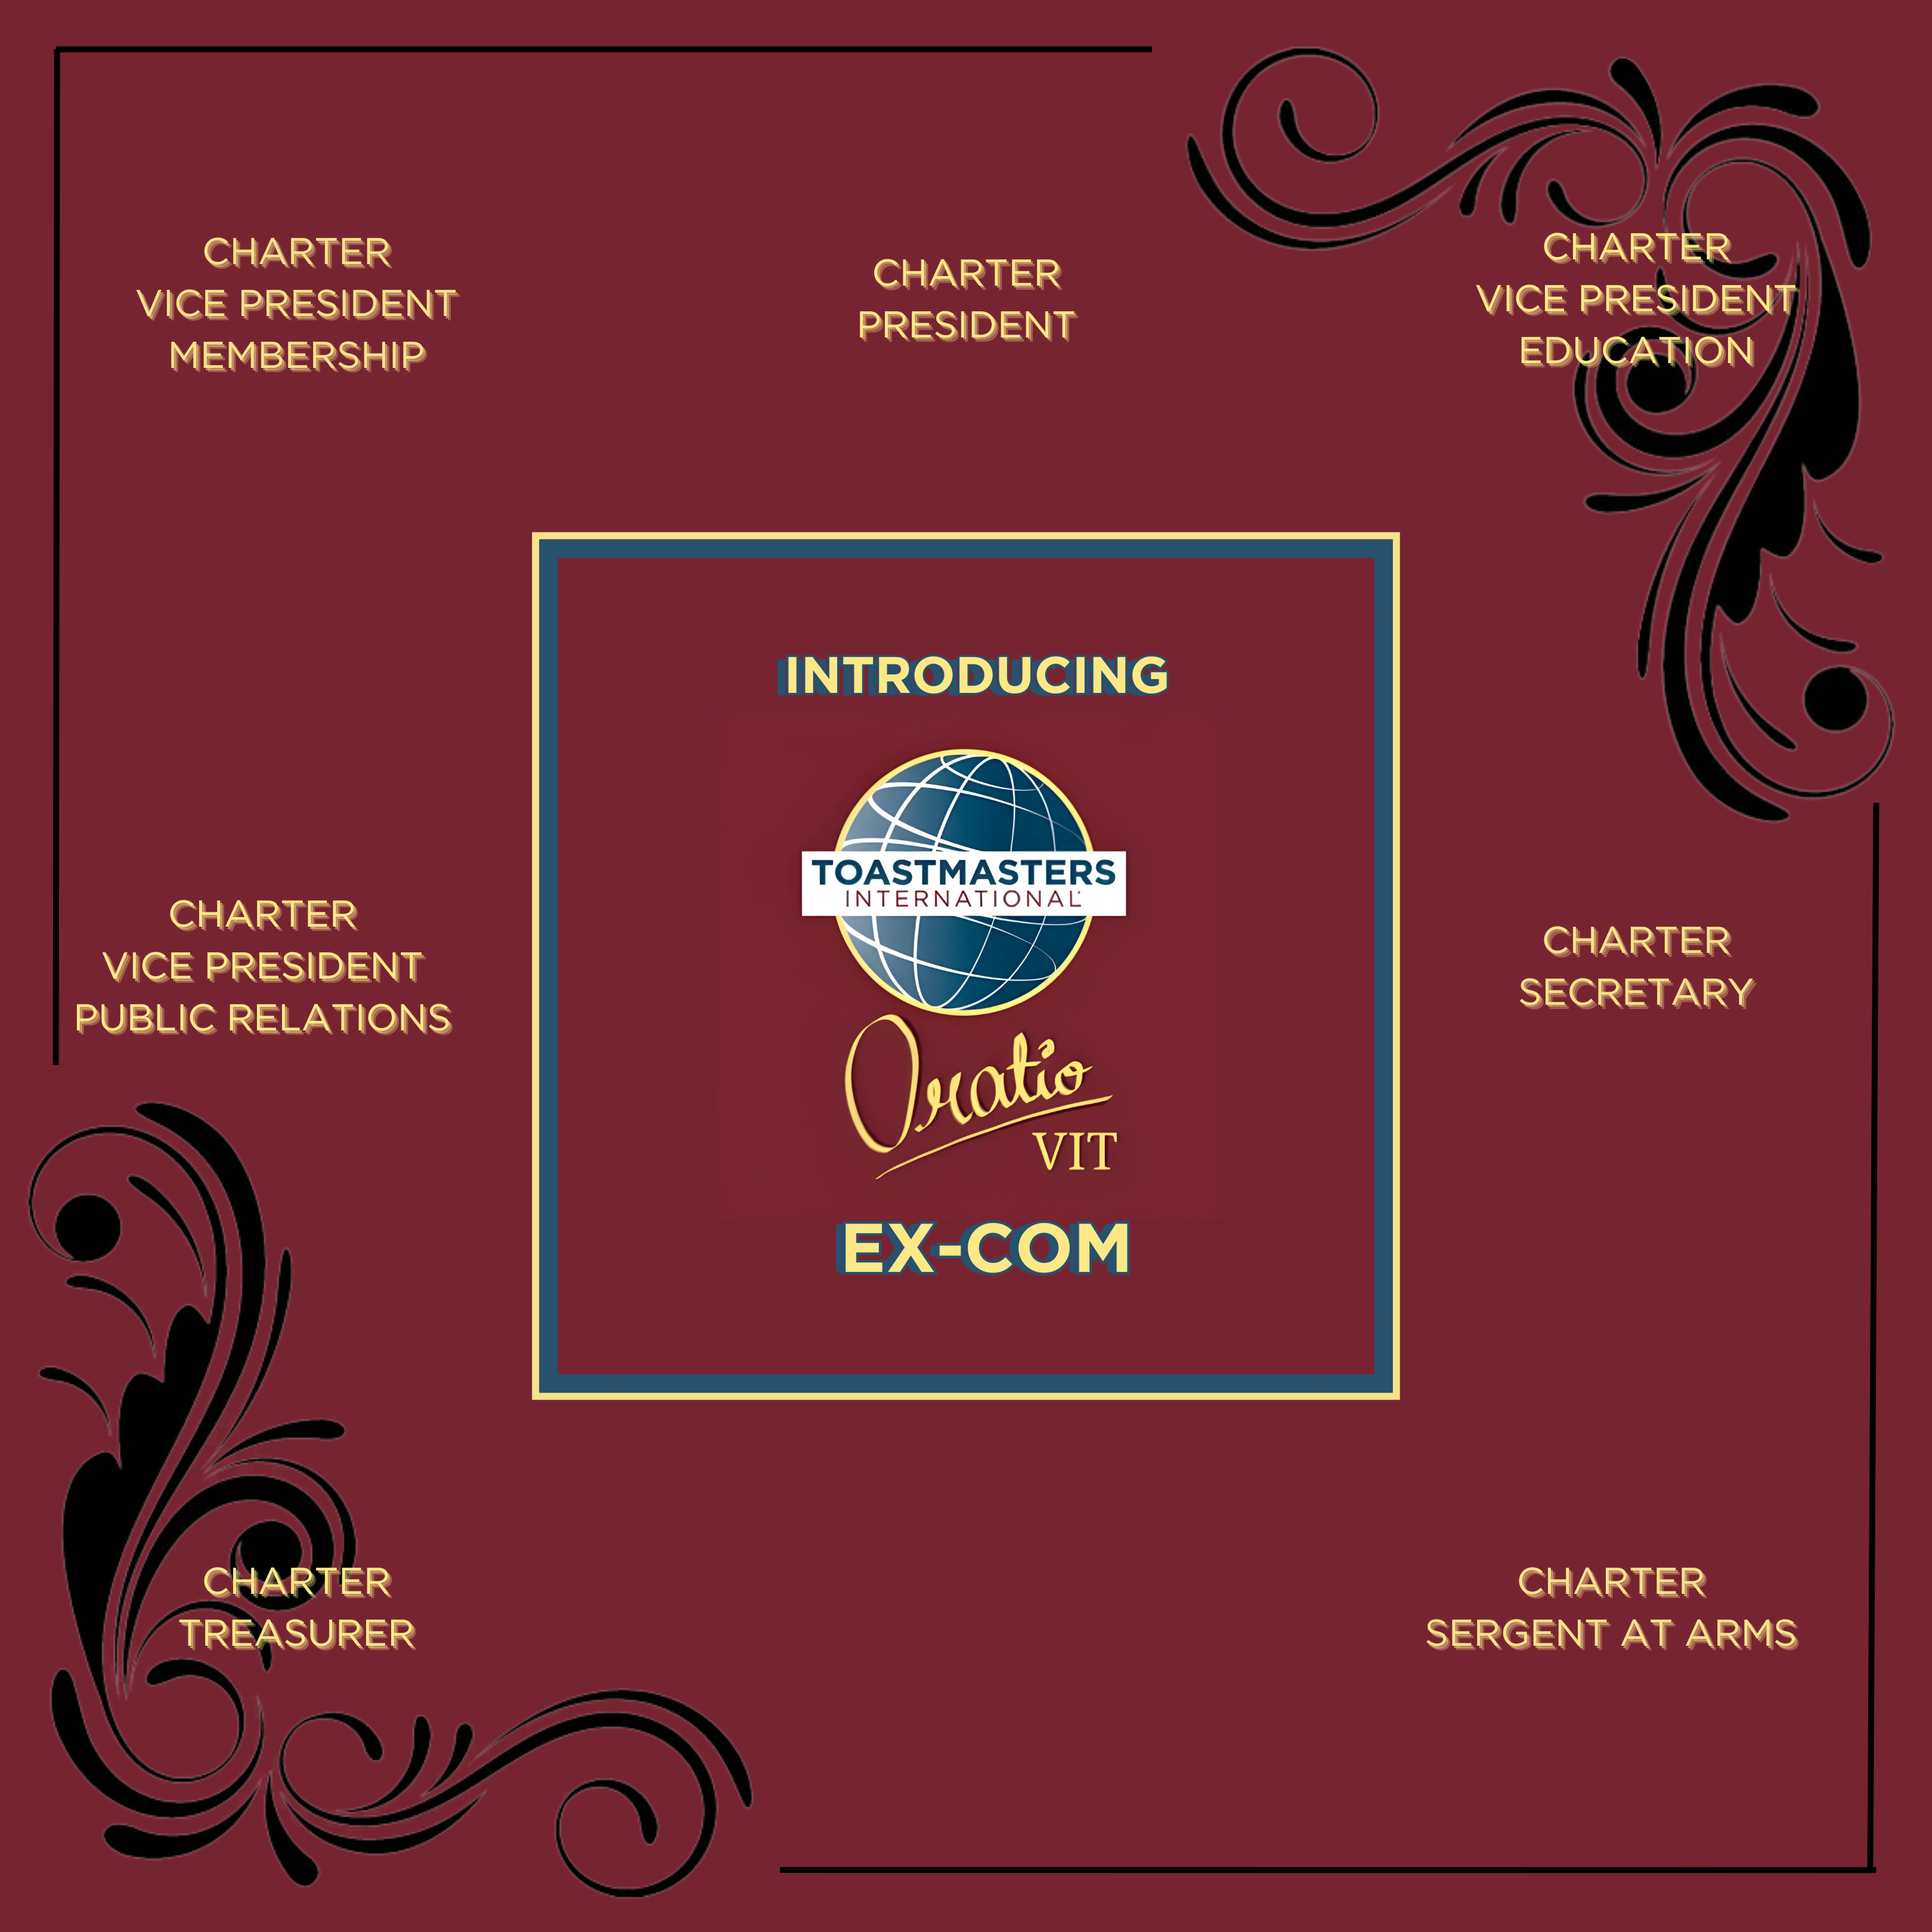 CHARTER
VICE PRESIDENT
MEMBERSHIP
CHARTER
PRESIDENT
CHARTER
VICE PRESIDENT
EDUCATION
INTRODUCING
TOASTMASTERS
INTERNATIONAL
Oratio
VIT
EX-COM
CHARTER
VICE PRESIDENT
PUBLIC RELATIONS
CHARTER
SECRETARY
CHARTER
TREASURER
CHARTER
SERGENT AT ARMS